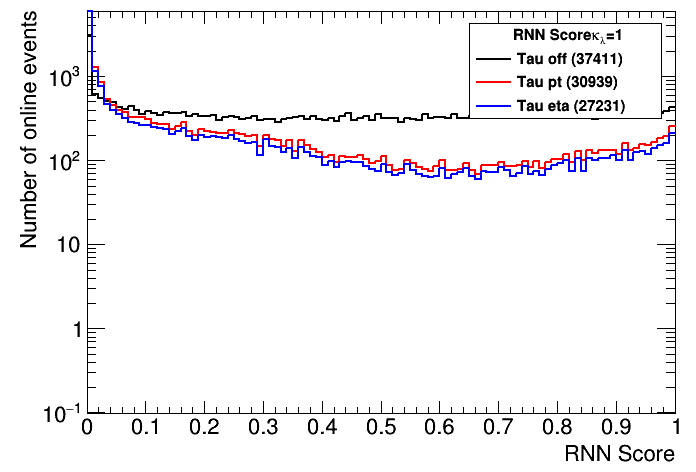 Number of online events
10³
10²
10
1
10⁻¹
RNN Scoreκλ=1
Tau off (37411)
Tau pt (30939)
Tau eta (27231)
0 0.1 0.2 0.3 0.4 0.5 0.6 0.7 0.8 0.9 1
RNN Score